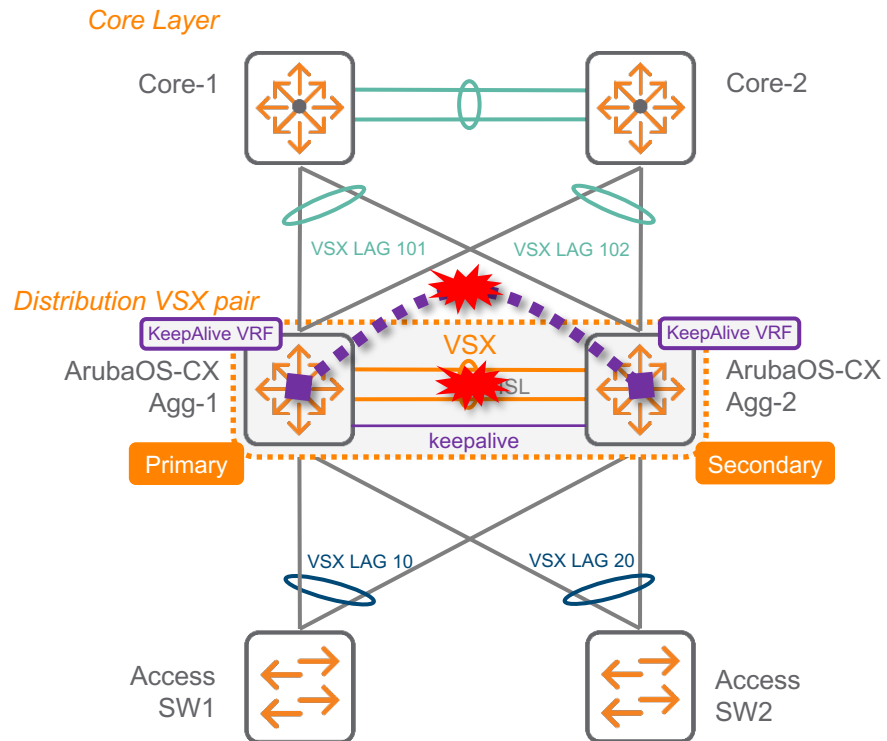 Core Layer
Core-1
Core-2
VSX LAG 101
VSX LAG 102
Distribution VSX pair
KeepAlive VRF
KeepAlive VRF
VSX
ArubaOS-CX
Agg-1
ISL
ArubaOS-CX
Agg-2
keepalive
Primary
Secondary
VSX LAG 10
VSX LAG 20
Access
SW1
Access
SW2